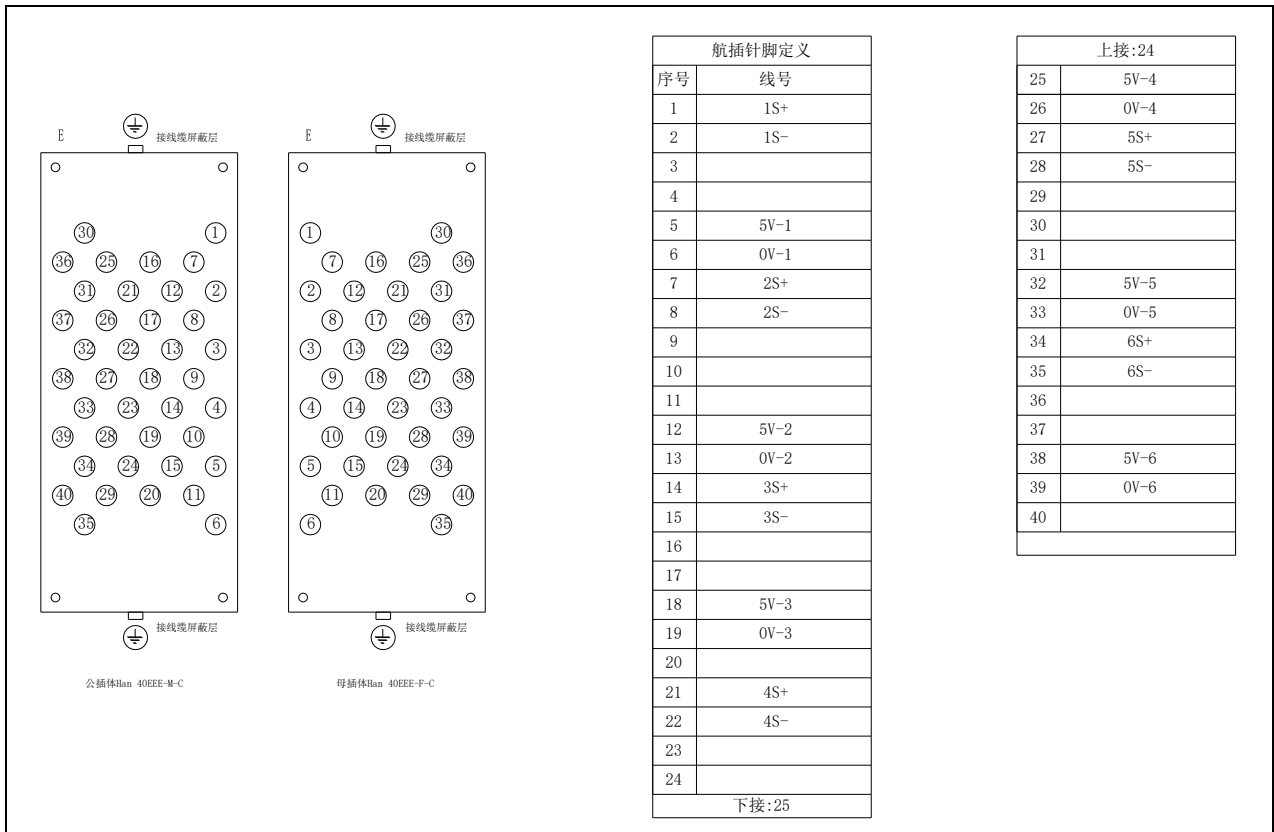 E
接线缆屏蔽层
30 1
36 25 16 7
31 21 12 2
37 26 17 8
32 22 13 3
38 27 18 9
33 23 14 4
39 28 19 10
34 24 15 5
40 29 20 11
35 6
接线缆屏蔽层
公插体Han 40EEE-M-C
E
接线缆屏蔽层
1 30
7 16 25 36
2 12 21 31
8 17 26 37
3 13 22 32
9 18 27 38
4 14 23 33
10 19 28 39
5 15 24 34
11 20 29 40
6 35
接线缆屏蔽层
母插体Han 40EEE-F-C
航插针脚定义
序号 线号
1 1S+
2 1S-
3
4
5 5V-1
6 0V-1
7 2S+
8 2S-
9
10
11
12 5V-2
13 0V-2
14 3S+
15 3S-
16
17
18 5V-3
19 0V-3
20
21 4S+
22 4S-
23
24
下接:25
上接:24
25 5V-4
26 0V-4
27 5S+
28 5S-
29
30
31
32 5V-5
33 0V-5
34 6S+
35 6S-
36
37
38 5V-6
39 0V-6
40